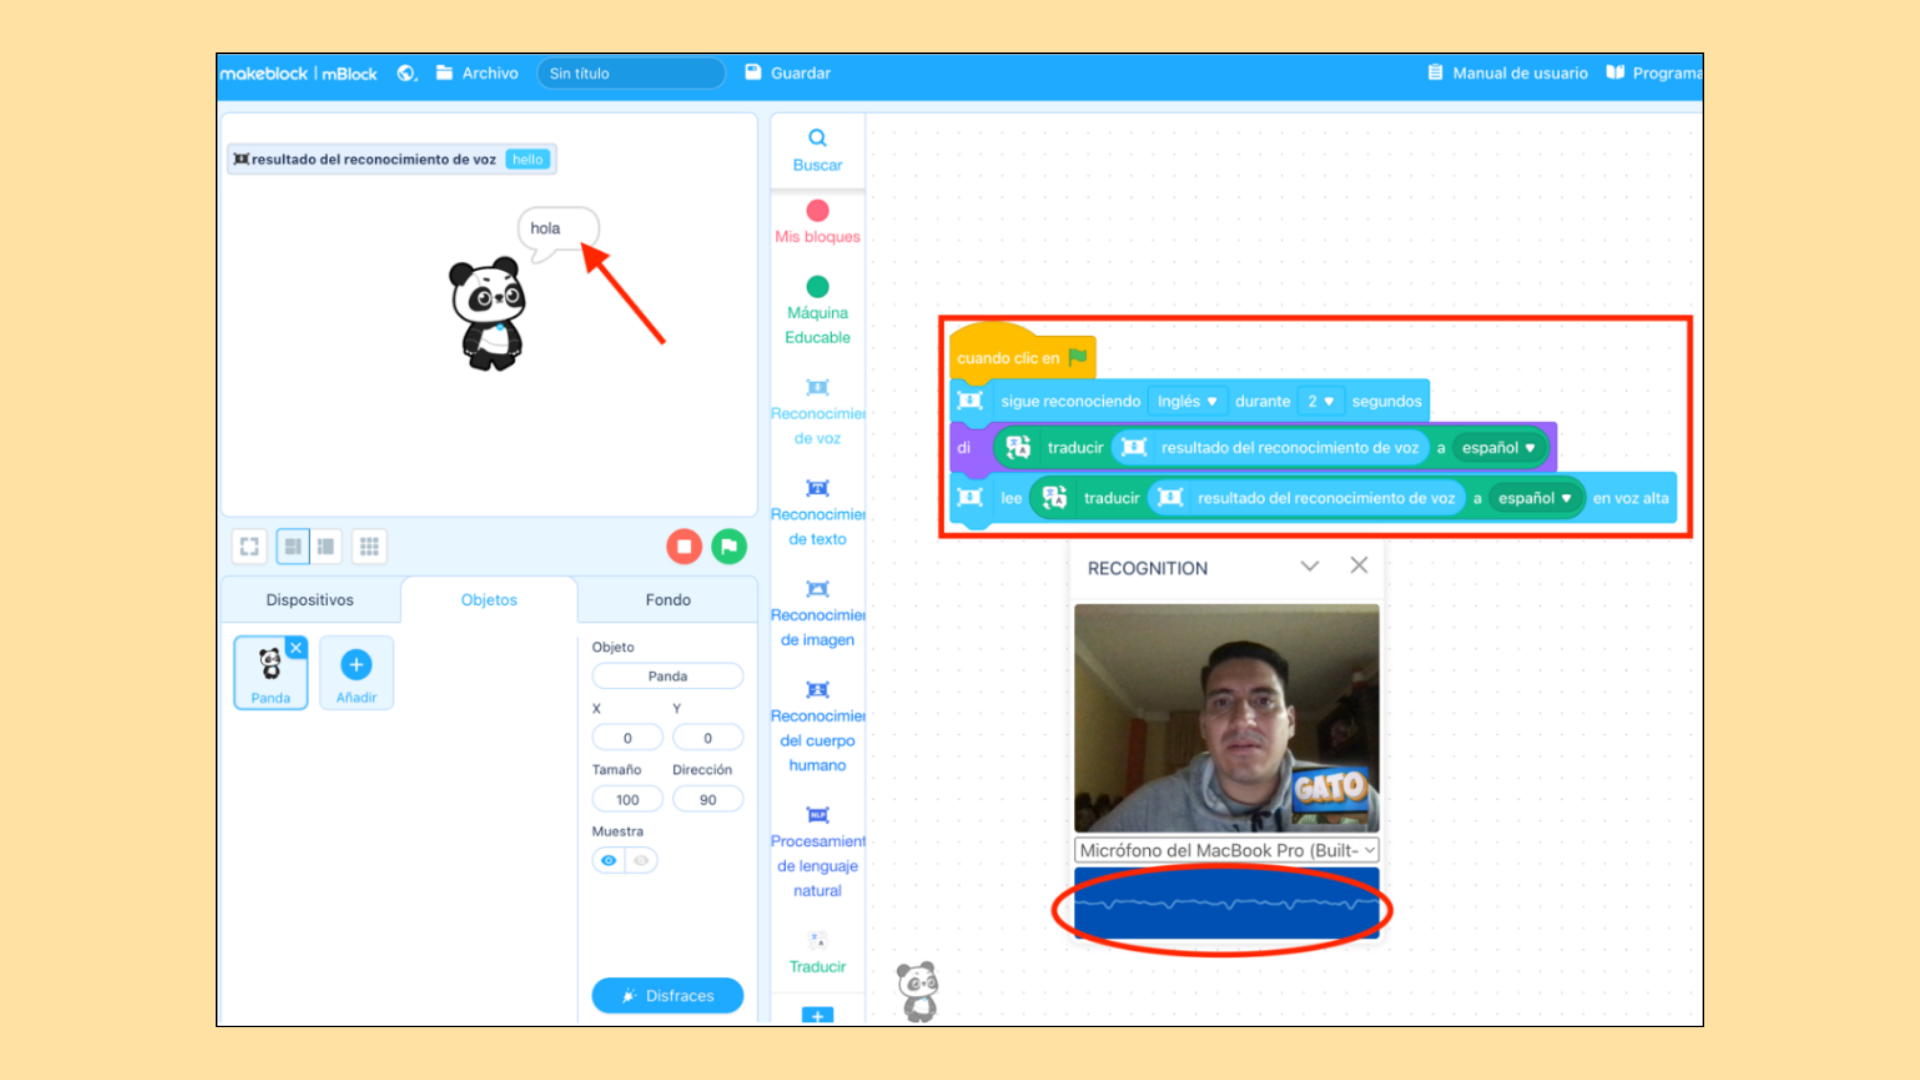 makeblock | mBlock
Archivo
Sin título
Guardar
Manual de usuario
Programa
resultado del reconocimiento de voz hello
hola
Dispositivos
Objetos
Fondo
Panda
Añadir
Objeto
Panda
X
Y
0
0
Tamaño
Dirección
100
90
Muestra
Disfraces
Buscar
Mis bloques
Máquina
Educable
Reconocimie
de voz
T
Reconocimie
de texto
Reconocimie
de imagen
Reconocimie
del cuerpo
humano
NLP
Procesamient
de lenguaje
natural
Traducir
cuando clic en
sigue reconociendo Inglés durante 2 segundos
di traducir resultado del reconocimiento de voz a español
lee traducir resultado del reconocimiento de voz a español en voz alta
RECOGNITION
GATO
Micrófono del MacBook Pro (Built-